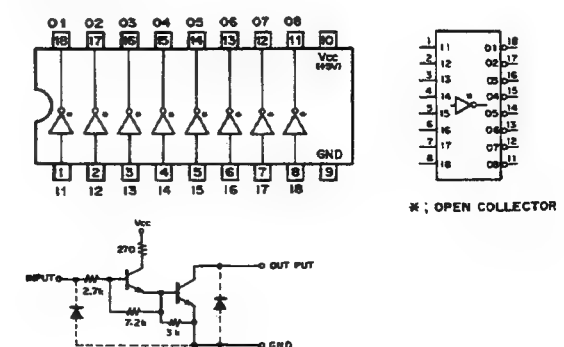 O1 O2 O3 O4 O5 O6 O7 O8
18 17 16 15 14 13 12 11 10
Vcc
(+5V)
* * * * * * * *
GND
1 2 3 4 5 6 7 8 9
I1 I2 I3 I4 I5 I6 I7 I8
1 I1 O1 18
2 I2 O2 17
3 I3 O3 16
4 I4 * O4 15
5 I5 O5 14
6 I6 O6 13
7 I7 O7 12
8 I8 O8 11
* ; OPEN COLLECTOR
Vcc
270
INPUT
2.7k
OUT PUT
7.2k
3k
GND